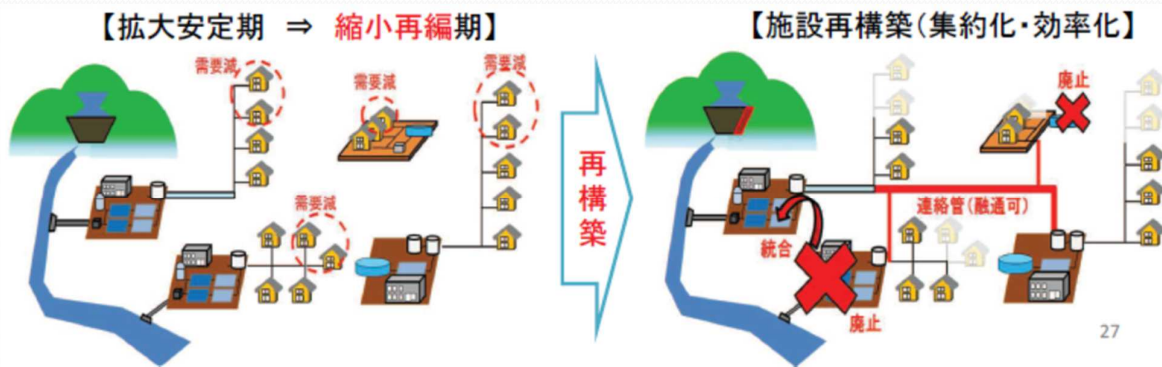 【拡大安定期 ⇒ 縮小再編期】
需要減
需要減
需要減
需要減
再構築
【施設再構築(集約化・効率化】
廃止
連絡管(融通可)
統合
廃止
27